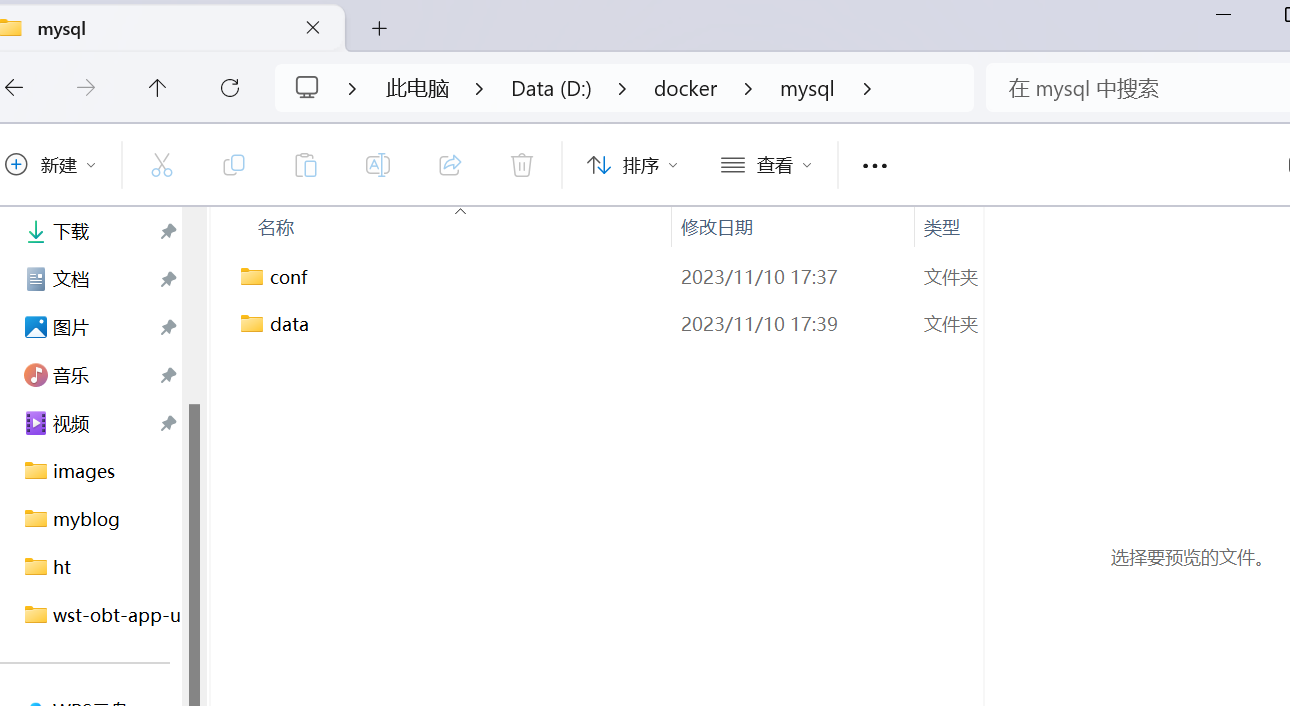 mysql
此电脑 Data (D:) docker mysql
在 mysql 中搜索
新建 排序 查看
名称 修改日期 类型
conf 2023/11/10 17:37 文件夹
data 2023/11/10 17:39 文件夹
下载
文档
图片
音乐
视频
images
myblog
ht
wst-obt-app-u
选择要预览的文件。